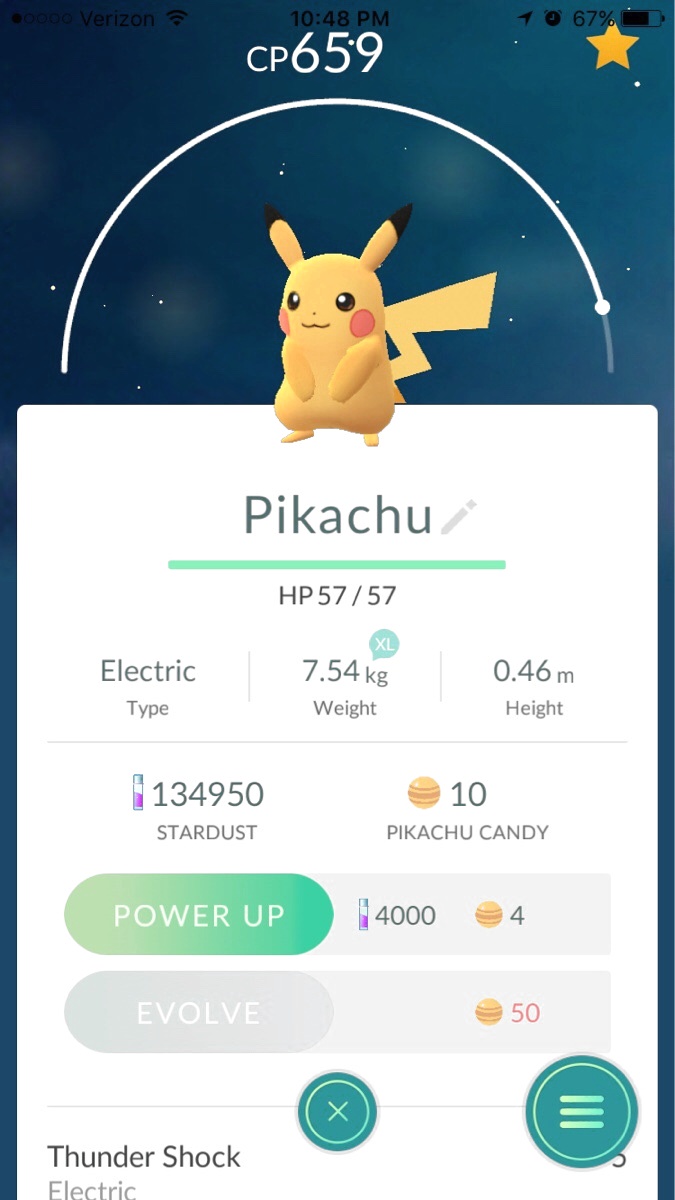 Verizon 10:48 PM 67%
CP659
Pikachu
HP 57 / 57
XL
Electric 7.54 kg 0.46 m
Type Weight Height
134950 10
STARDUST PIKACHU CANDY
POWER UP 4000 4
EVOLVE 50
Thunder Shock 5
Electric